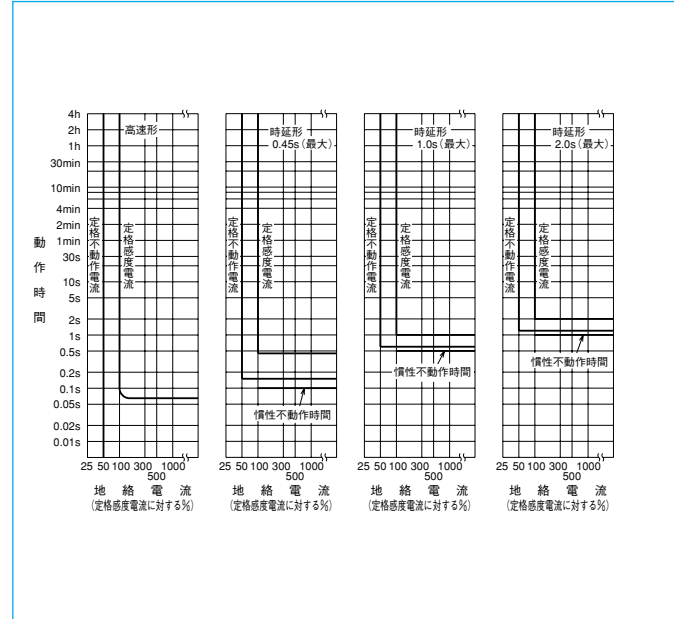 動作時間
4h
2h
1h
30min
10min
4min
2min
1min
30s
10s
5s
2s
1s
0.5s
0.2s
0.1s
0.05s
0.02s
0.01s
高速形
定格不動作電流
定格感度電流
25 50 100 300 500 1000
地絡電流
(定格感度電流に対する%)
時延形
0.45s(最大)
定格不動作電流
定格感度電流
慣性不動作時間
25 50 100 300 500 1000
地絡電流
(定格感度電流に対する%)
時延形
1.0s(最大)
定格不動作電流
定格感度電流
慣性不動作時間
25 50 100 300 500 1000
地絡電流
(定格感度電流に対する%)
時延形
2.0s(最大)
定格不動作電流
定格感度電流
慣性不動作時間
25 50 100 300 500 1000
地絡電流
(定格感度電流に対する%)